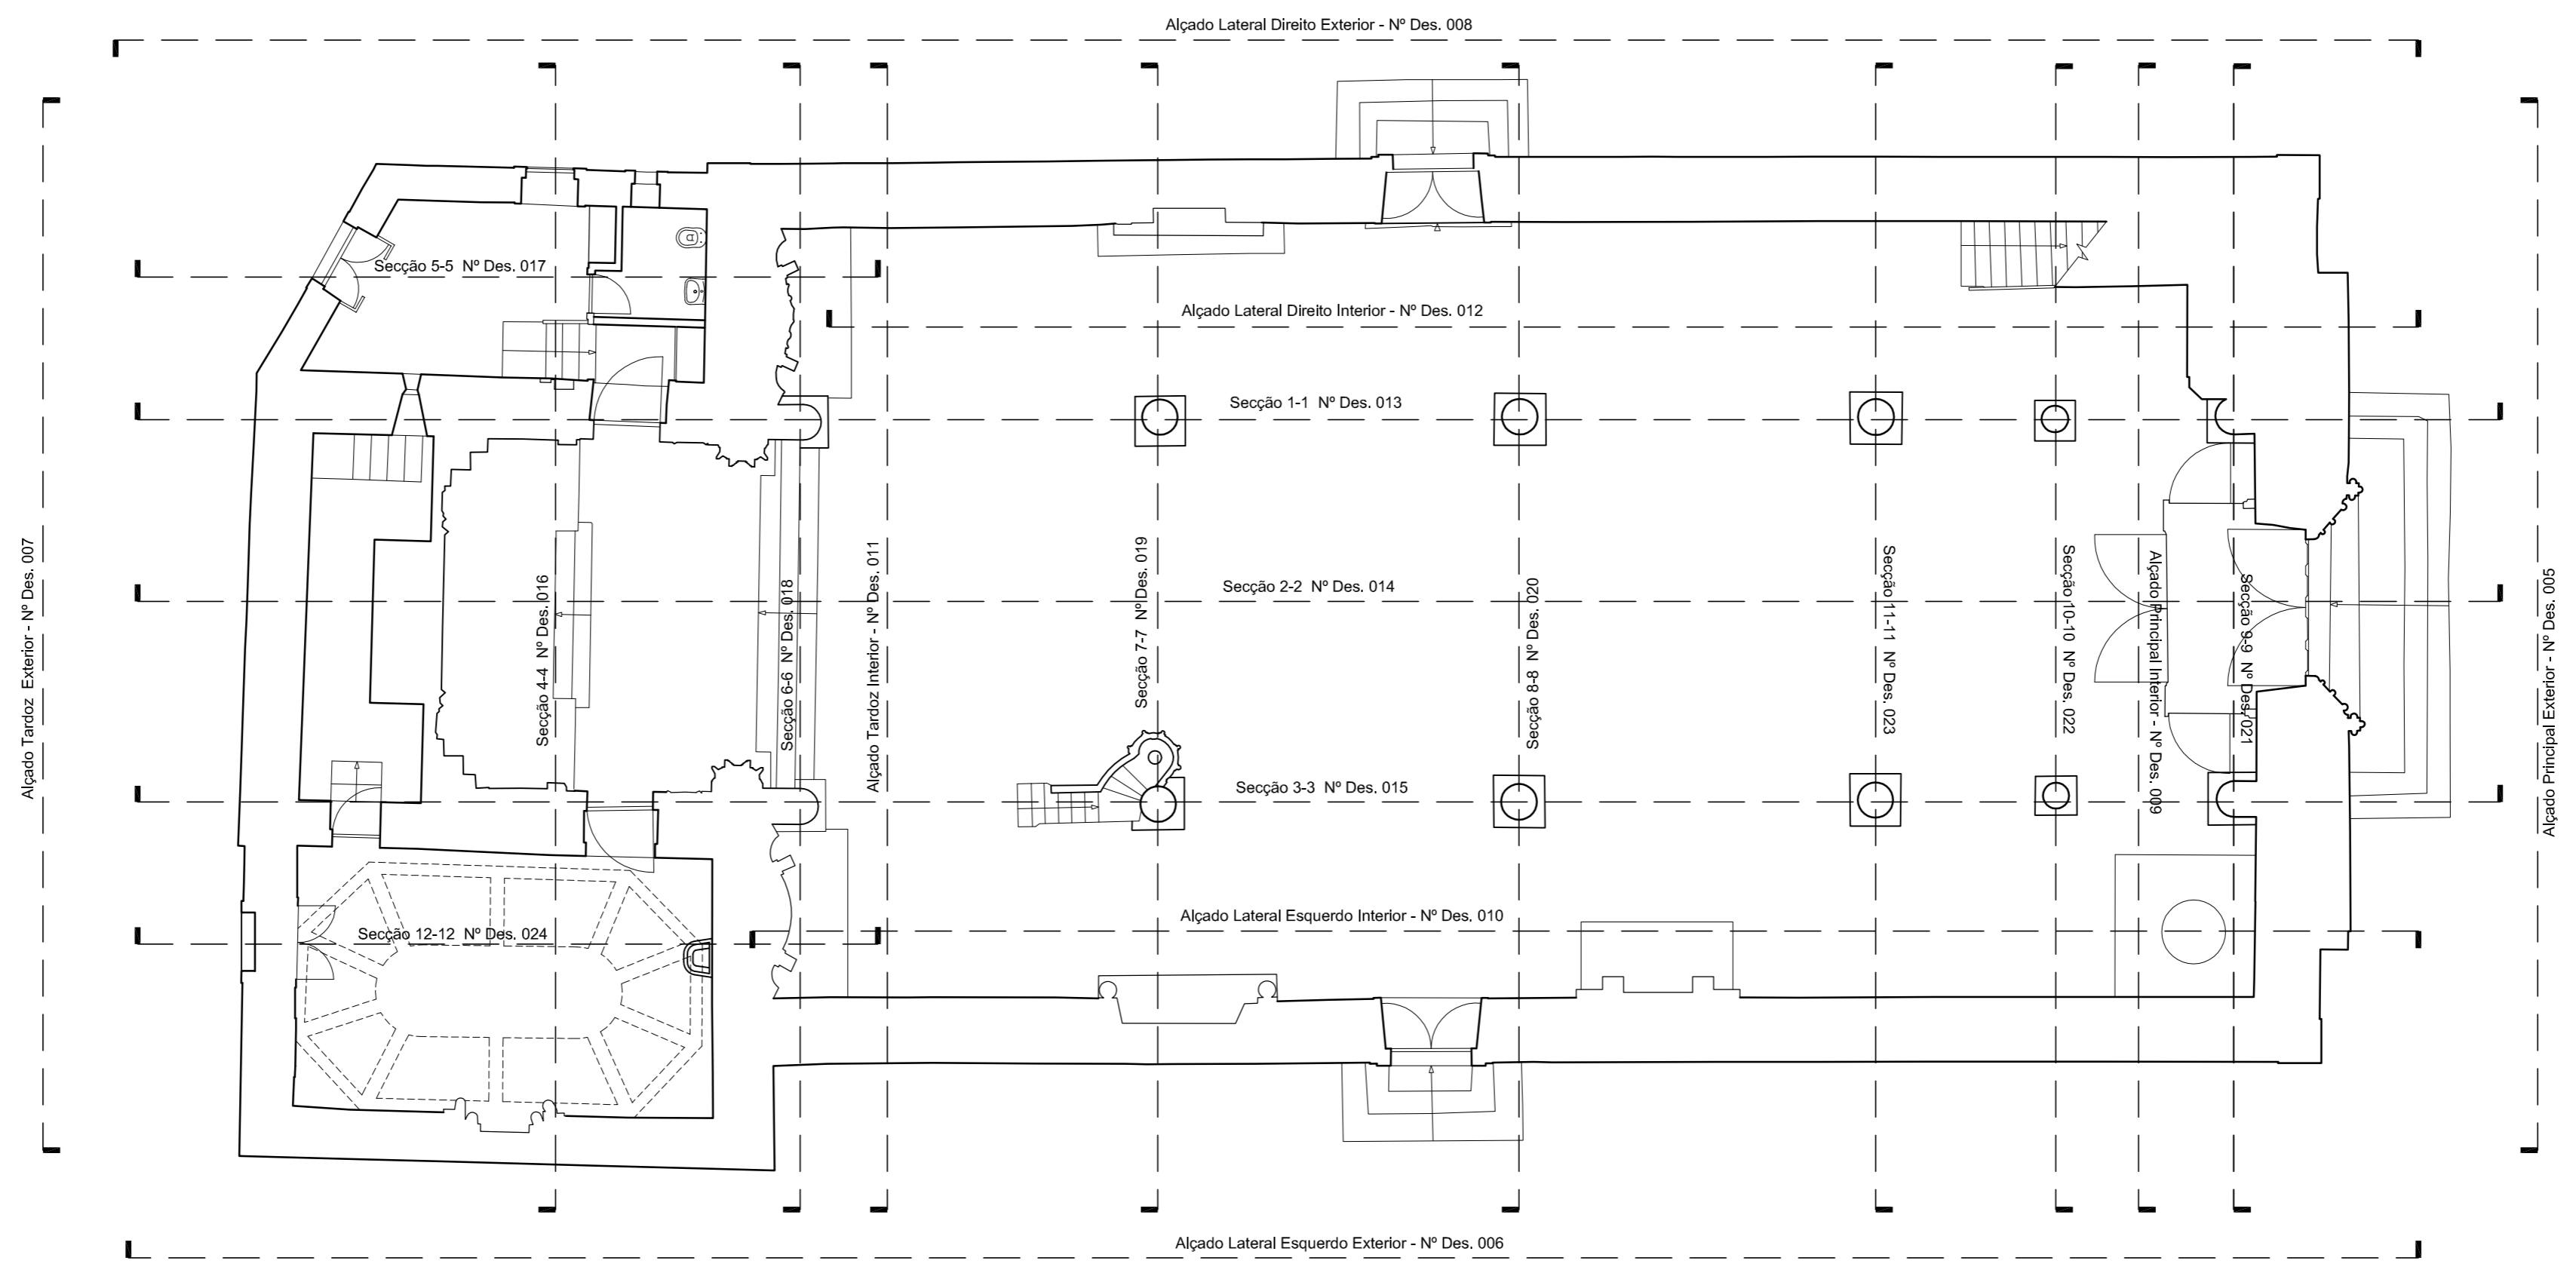 Alçado Lateral Direito Exterior - Nº Des. 008
Secção 5-5 Nº Des. 017
Alçado Lateral Direito Interior - Nº Des. 012
Secção 1-1 Nº Des. 013
Alçado Tardoz Exterior - Nº Des. 007
Secção 4-4 Nº Des. 016
Secção 6-6 Nº Des. 018
Alçado Tardoz Interior - Nº Des. 011
Secção 7-7 Nº Des. 019
Secção 2-2 Nº Des. 014
Secção 8-8 Nº Des. 020
Secção 11-11 Nº Des. 023
Secção 10-10 Nº Des. 022
Alçado Principal Interior - Nº Des. 009
Secção 9-9 Nº Des. 021
Alçado Principal Exterior - Nº Des. 005
Secção 3-3 Nº Des. 015
Alçado Lateral Esquerdo Interior - Nº Des. 010
Secção 12-12 Nº Des. 024
Alçado Lateral Esquerdo Exterior - Nº Des. 006